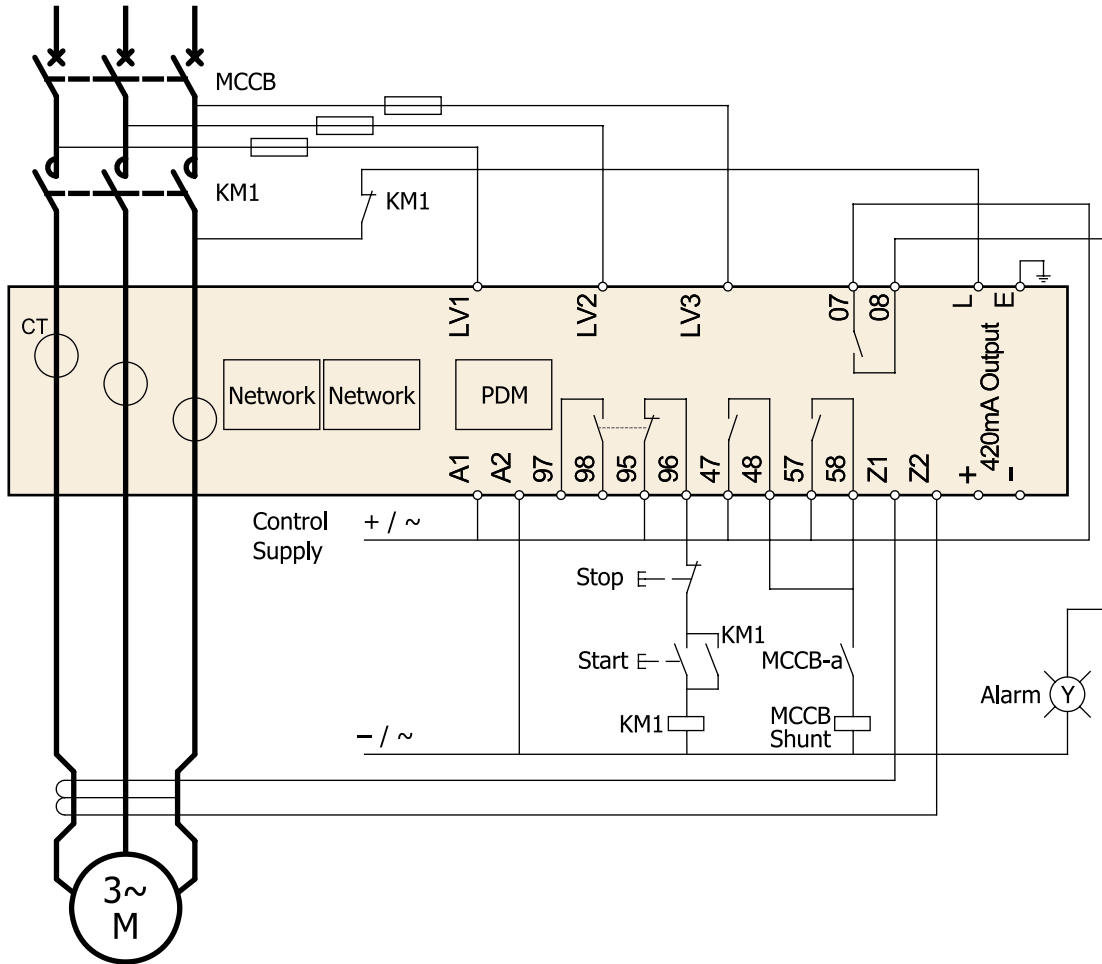 MCCB
KM1
KM1
LV1
LV2
LV3
07
08
L
E
CT
Network
Network
PDM
420mA Output
A1
A2
97
98
95
96
47
48
57
58
Z1
Z2
+
-
Control
Supply
+ / ~
Stop
KM1
Start
MCCB-a
Alarm
Y
KM1
MCCB
Shunt
– / ~
3~
M